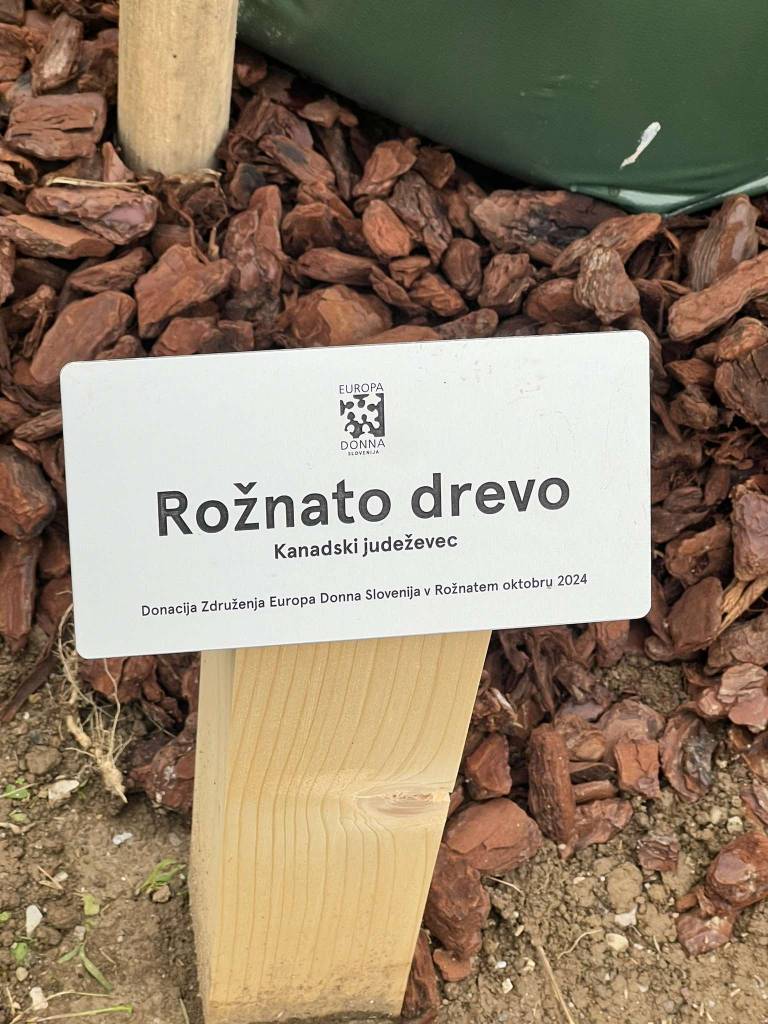 EUROPA
DONNA
SLOVENIJA
Rožnato drevo
Kanadski judeževec
Donacija Združenja Europa Donna Slovenija v Rožnatem oktobru 2024